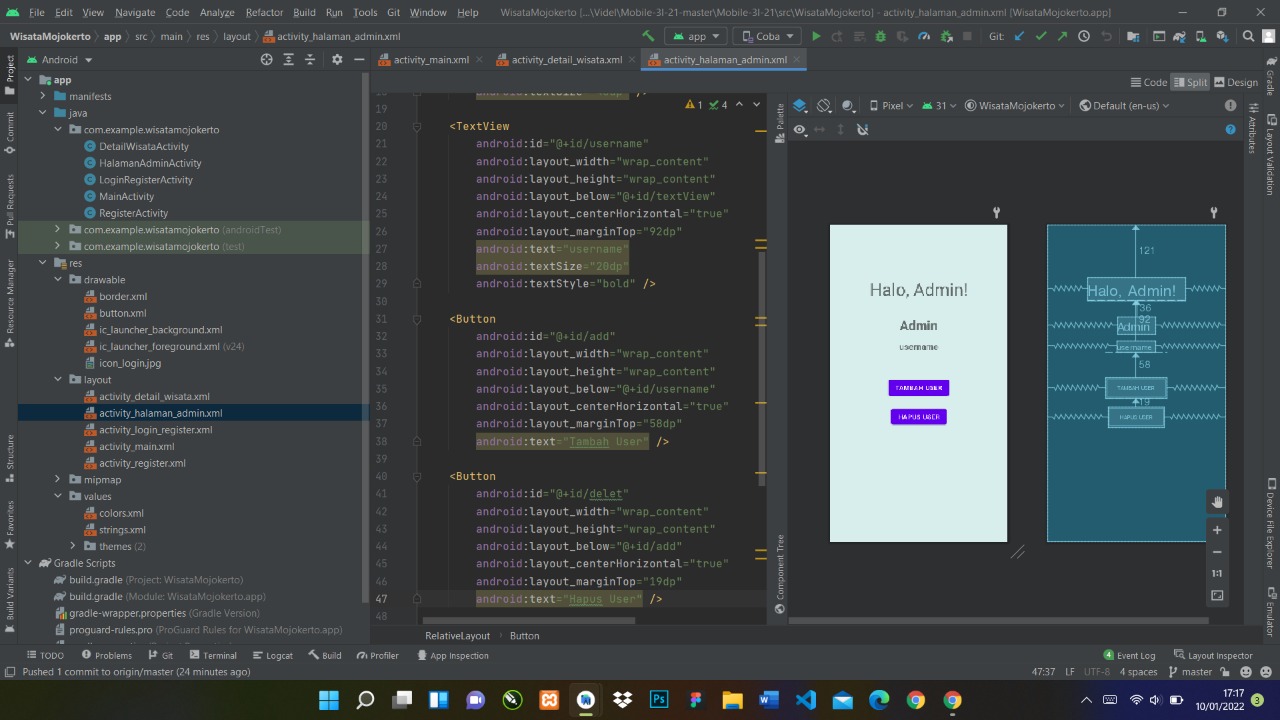 File Edit View Navigate Code Analyze Refactor Build Run Tools Git Window Help WisataMojokerto [...\Videl\Mobile-3I-21-master\Mobile-3I-21\src\WisataMojokerto] - activity_halaman_admin.xml [WisataMojokerto.app]
WisataMojokerto app src main res layout activity_halaman_admin.xml app Coba Git:
Android activity_main.xml activity_detail_wisata.xml activity_halaman_admin.xml
Code Split Design
Project
Commit
Pull Requests
Resource Manager
Structure
Favorites
Build Variants
app
manifests
java
com.example.wisatamojokerto
DetailWisataActivity
HalamanAdminActivity
LoginRegisterActivity
MainActivity
RegisterActivity
com.example.wisatamojokerto (androidTest)
com.example.wisatamojokerto (test)
res
drawable
border.xml
button.xml
ic_launcher_background.xml
ic_launcher_foreground.xml (v24)
icon_login.jpg
layout
activity_detail_wisata.xml
activity_halaman_admin.xml
activity_login_register.xml
activity_main.xml
activity_register.xml
mipmap
values
colors.xml
strings.xml
themes (2)
Gradle Scripts
build.gradle (Project: WisataMojokerto)
build.gradle (Module: WisataMojokerto.app)
gradle-wrapper.properties (Gradle Version)
proguard-rules.pro (ProGuard Rules for WisataMojokerto.app)
1 4
19
20 <TextView
21 android:id="@+id/username"
22 android:layout_width="wrap_content"
23 android:layout_height="wrap_content"
24 android:layout_below="@+id/textView"
25 android:layout_centerHorizontal="true"
26 android:layout_marginTop="92dp"
27 android:text="username"
28 android:textSize="20dp"
29 android:textStyle="bold" />
30
31 <Button
32 android:id="@+id/add"
33 android:layout_width="wrap_content"
34 android:layout_height="wrap_content"
35 android:layout_below="@+id/username"
36 android:layout_centerHorizontal="true"
37 android:layout_marginTop="58dp"
38 android:text="Tambah User" />
39
40 <Button
41 android:id="@+id/delet"
42 android:layout_width="wrap_content"
43 android:layout_height="wrap_content"
44 android:layout_below="@+id/add"
45 android:layout_centerHorizontal="true"
46 android:layout_marginTop="19dp"
47 android:text="Hapus User" />
48
RelativeLayout Button
Palette
Component Tree
Pixel 31 WisataMojokerto Default (en-us)
Halo, Admin!
Admin
username
TAMBAH USER
HAPUS USER
121
Halo, Admin!
36
92
Admin
username
58
TAMBAH USER
19
HAPUS USER
1:1
Gradle
Attributes
Layout Validation
Device File Explorer
Emulator
TODO Problems Git Terminal Logcat Build Profiler App Inspection 4 Event Log Layout Inspector
Pushed 1 commit to origin/master (24 minutes ago) 47:37 LF UTF-8 4 spaces master
Ps
17:17
10/01/2022 3